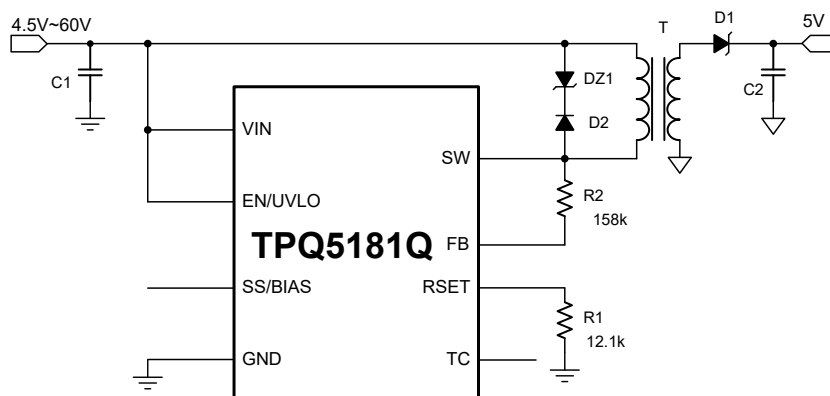 4.5V~60V
T
D1
5V
C1
DZ1
C2
D2
VIN
SW
R2
158k
EN/UVLO
TPQ5181Q
FB
SS/BIAS
RSET
R1
12.1k
GND
TC